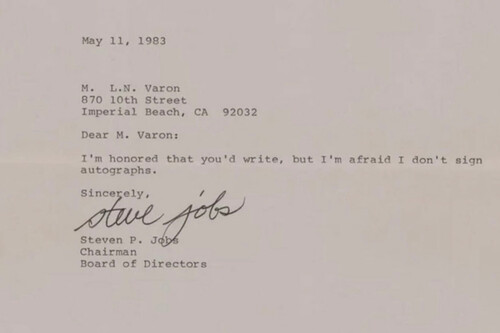 May 11, 1983
M. L.N. Varon
870 10th Street
Imperial Beach, CA 92032
Dear M. Varon:
I'm honored that you'd write, but I'm afraid I don't sign
autographs.
Sincerely,
steve jobs
Steven P. Jobs
Chairman
Board of Directors